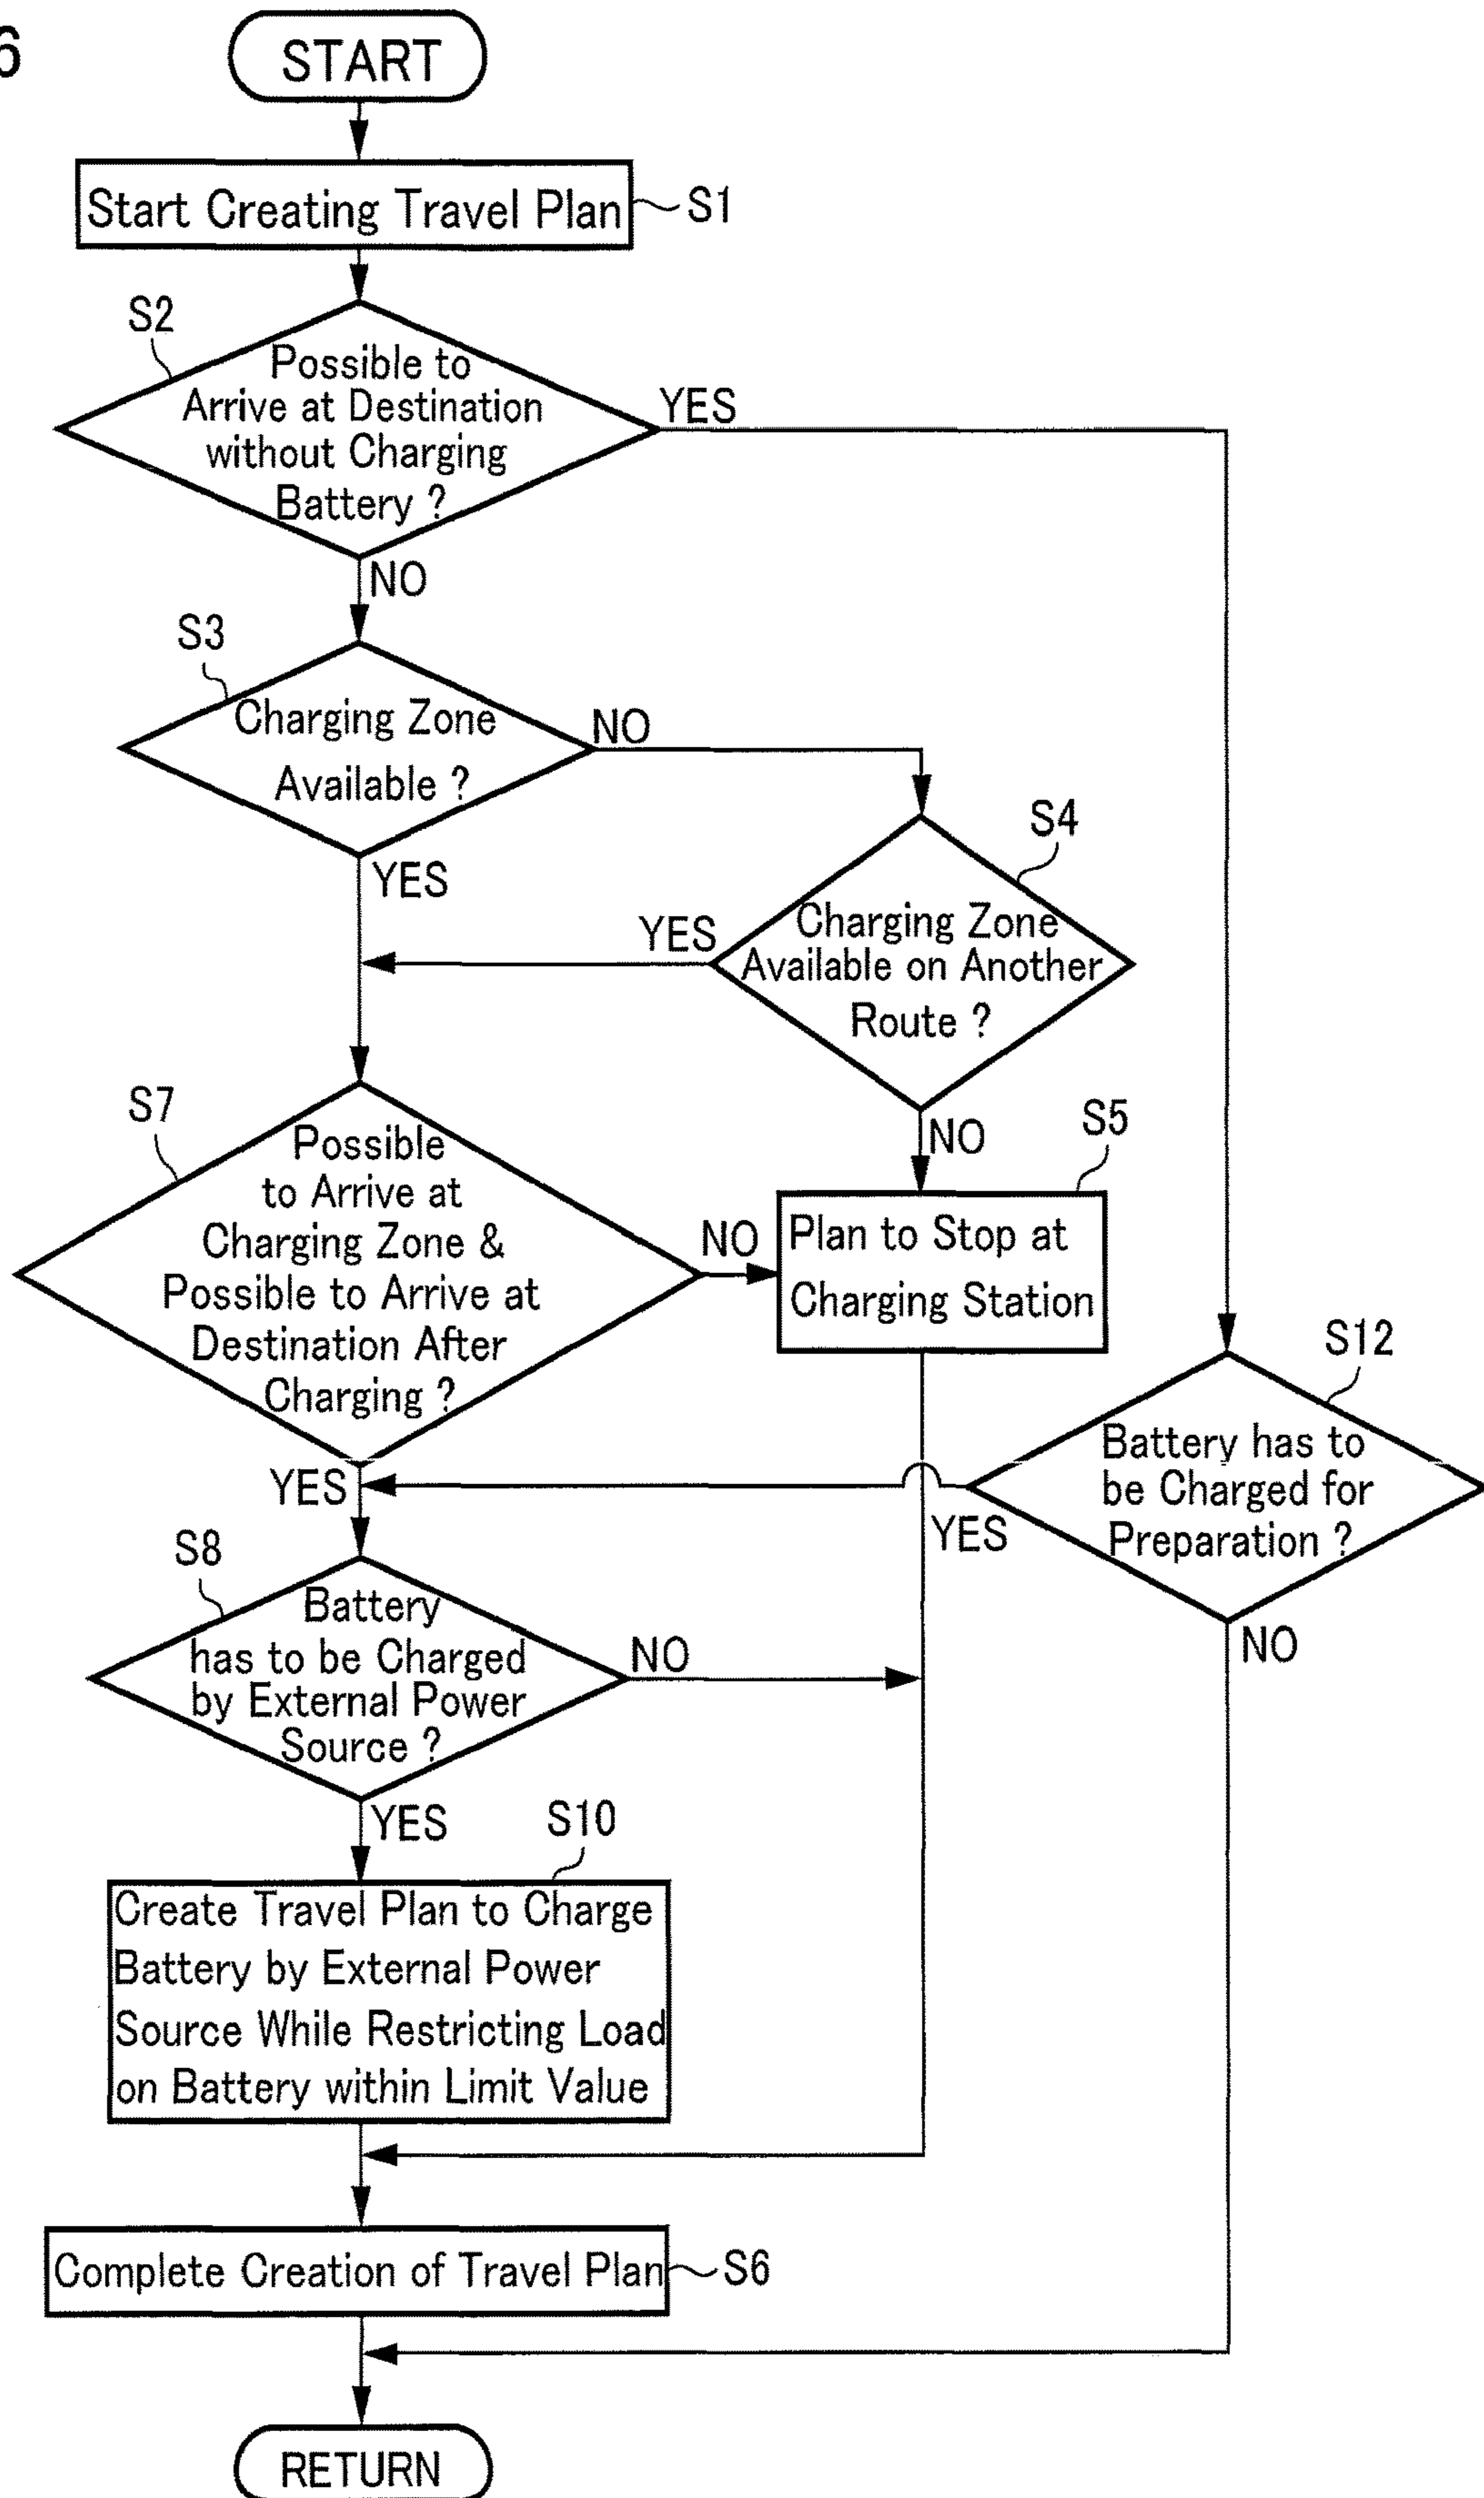 6
START
Start Creating Travel Plan
S1
S2
Possible to
Arrive at Destination
without Charging
Battery ?
YES
NO
S3
Charging Zone
Available ?
NO
YES
S4
Charging Zone
Available on Another
Route ?
YES
NO
S7
Possible
to Arrive at
Charging Zone &
Possible to Arrive at
Destination After
Charging ?
NO
YES
S5
Plan to Stop at
Charging Station
S12
Battery has to
be Charged for
Preparation ?
YES
NO
S8
Battery
has to be Charged
by External Power
Source ?
NO
YES
S10
Create Travel Plan to Charge
Battery by External Power
Source While Restricting Load
on Battery within Limit Value
Complete Creation of Travel Plan
S6
RETURN